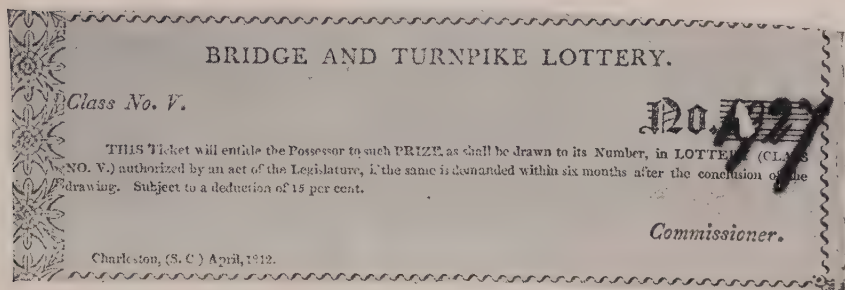 BRIDGE AND TURNPIKE LOTTERY.
Class No. V.
No.
THIS Ticket will entitle the Possessor to such PRIZE as shall be drawn to its Number, in LOTTERY (CLASS
NO. V.) authorized by an act of the Legislature, if the same is demanded within six months after the conclusion of the
drawing. Subject to a deduction of 15 per cent.
Commissioner.
Charleston, (S. C) April, 1812.